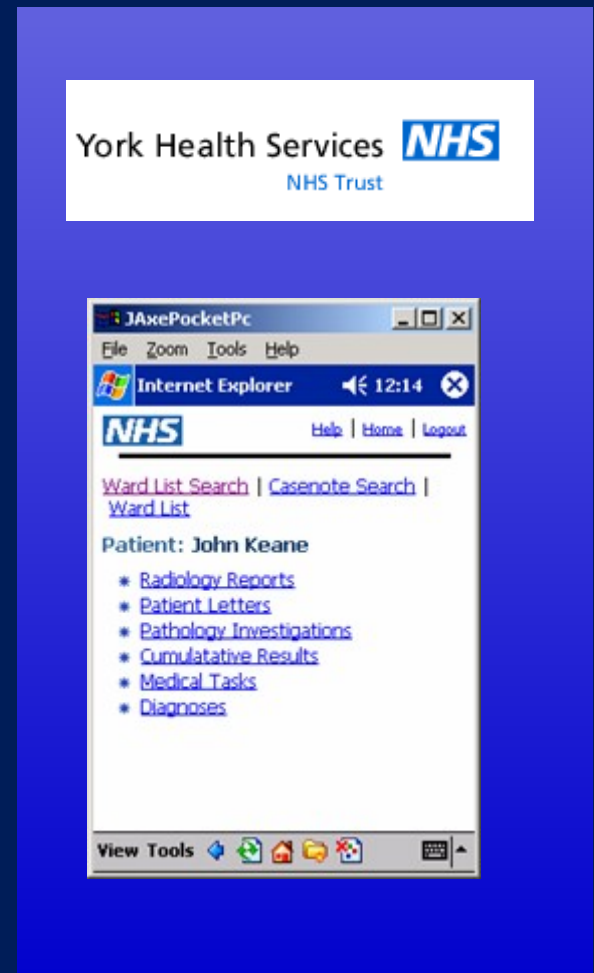 York Health Services NHS
NHS Trust
JAxePocketPc
File Zoom Tools Help
Internet Explorer 12:14
NHS Help | Home | Logout
Ward List Search | Casenote Search |
Ward List
Patient: John Keane
Radiology Reports
Patient Letters
Pathology Investigations
Cumulatative Results
Medical Tasks
Diagnoses
View Tools